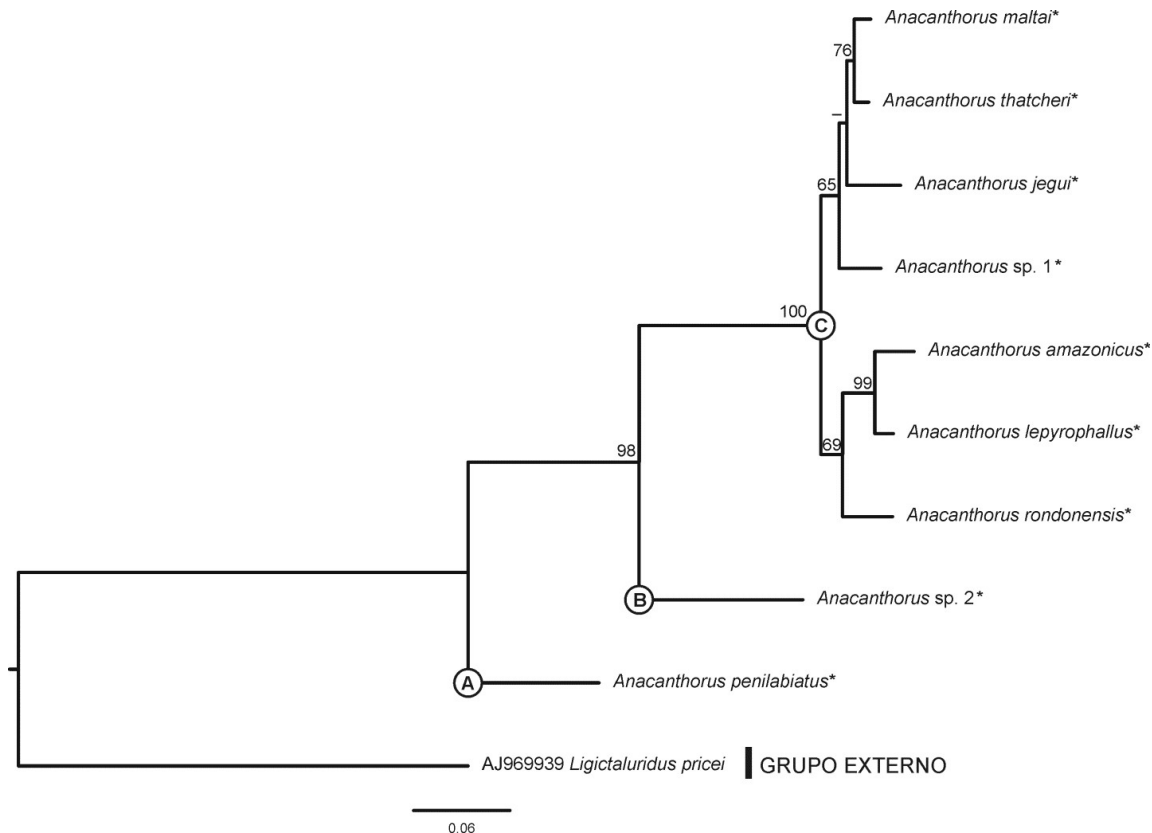 Anacanthorus maltai*
76
Anacanthorus thatcheri*
–
Anacanthorus jegui*
65
Anacanthorus sp. 1*
100
C
Anacanthorus amazonicus*
99
Anacanthorus lepyrophallus*
98
69
Anacanthorus rondonensis*
B
Anacanthorus sp. 2*
A
Anacanthorus penilabiatus*
AJ969939 Ligictaluridus pricei
GRUPO EXTERNO
0.06